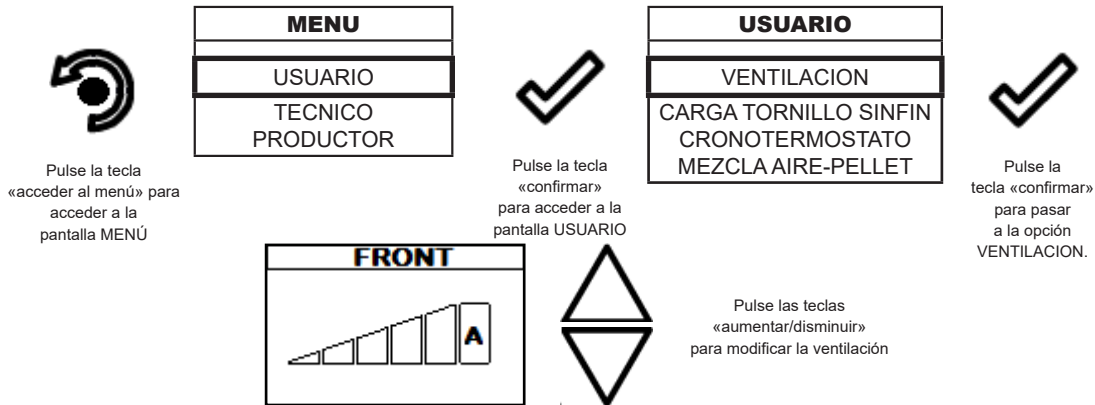 MENU
USUARIO
TECNICO
PRODUCTOR
USUARIO
VENTILACION
CARGA TORNILLO SINFIN
CRONOTERMOSTATO
MEZCLA AIRE-PELLET
Pulse la tecla
«acceder al menú» para
acceder a la
pantalla MENÚ
Pulse la tecla
«confirmar»
para acceder a la
pantalla USUARIO
Pulse la
tecla «confirmar»
para pasar
a la opción
VENTILACION.
FRONT
A
Pulse las teclas
«aumentar/disminuir»
para modificar la ventilación